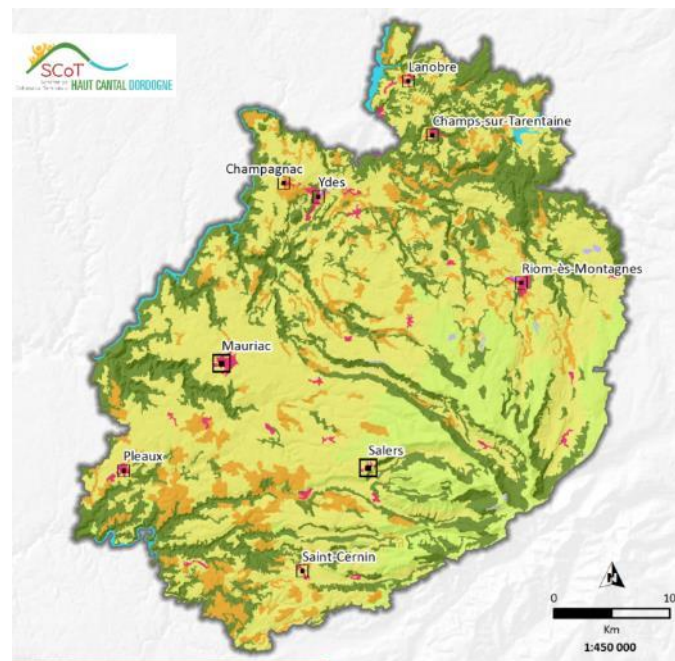 SCoT
HAUT CANTAL DORDOGNE
Lanobre
Champs-sur-Tarentaine
Champagnac
Ydes
Riom-ès-Montagnes
Mauriac
Pleaux
Salers
Saint-Cernin
N
0 10
Km
1:450 000